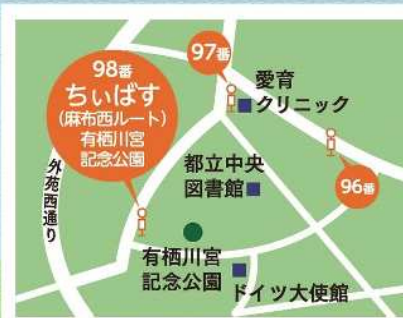 98番
ちぃばす
(麻布西ルート)
有栖川宮
記念公園
97番
愛育
クリニック
96番
都立中央
図書館
外苑西通り
有栖川宮
記念公園
ドイツ大使館